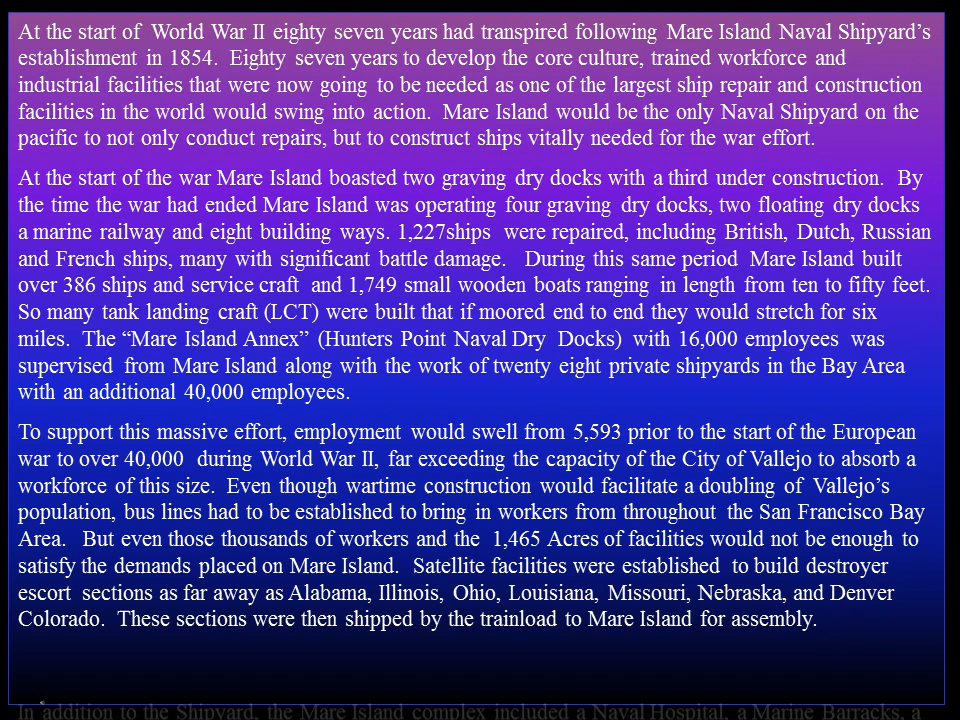 At the start of World War II eighty seven years had transpired following Mare Island Naval Shipyard’s
establishment in 1854. Eighty seven years to develop the core culture, trained workforce and
industrial facilities that were now going to be needed as one of the largest ship repair and construction
facilities in the world would swing into action. Mare Island would be the only Naval Shipyard on the
pacific to not only conduct repairs, but to construct ships vitally needed for the war effort.
At the start of the war Mare Island boasted two graving dry docks with a third under construction. By
the time the war had ended Mare Island was operating four graving dry docks, two floating dry docks
a marine railway and eight building ways. 1,227ships were repaired, including British, Dutch, Russian
and French ships, many with significant battle damage. During this same period Mare Island built
over 386 ships and service craft and 1,749 small wooden boats ranging in length from ten to fifty feet.
So many tank landing craft (LCT) were built that if moored end to end they would stretch for six
miles. The “Mare Island Annex” (Hunters Point Naval Dry Docks) with 16,000 employees was
supervised from Mare Island along with the work of twenty eight private shipyards in the Bay Area
with an additional 40,000 employees.
To support this massive effort, employment would swell from 5,593 prior to the start of the European
war to over 40,000 during World War II, far exceeding the capacity of the City of Vallejo to absorb a
workforce of this size. Even though wartime construction would facilitate a doubling of Vallejo’s
population, bus lines had to be established to bring in workers from throughout the San Francisco Bay
Area. But even those thousands of workers and the 1,465 Acres of facilities would not be enough to
satisfy the demands placed on Mare Island. Satellite facilities were established to build destroyer
escort sections as far away as Alabama, Illinois, Ohio, Louisiana, Missouri, Nebraska, and Denver
Colorado. These sections were then shipped by the trainload to Mare Island for assembly.
In addition to the Shipyard, the Mare Island complex included a Naval Hospital, a Marine Barracks, a